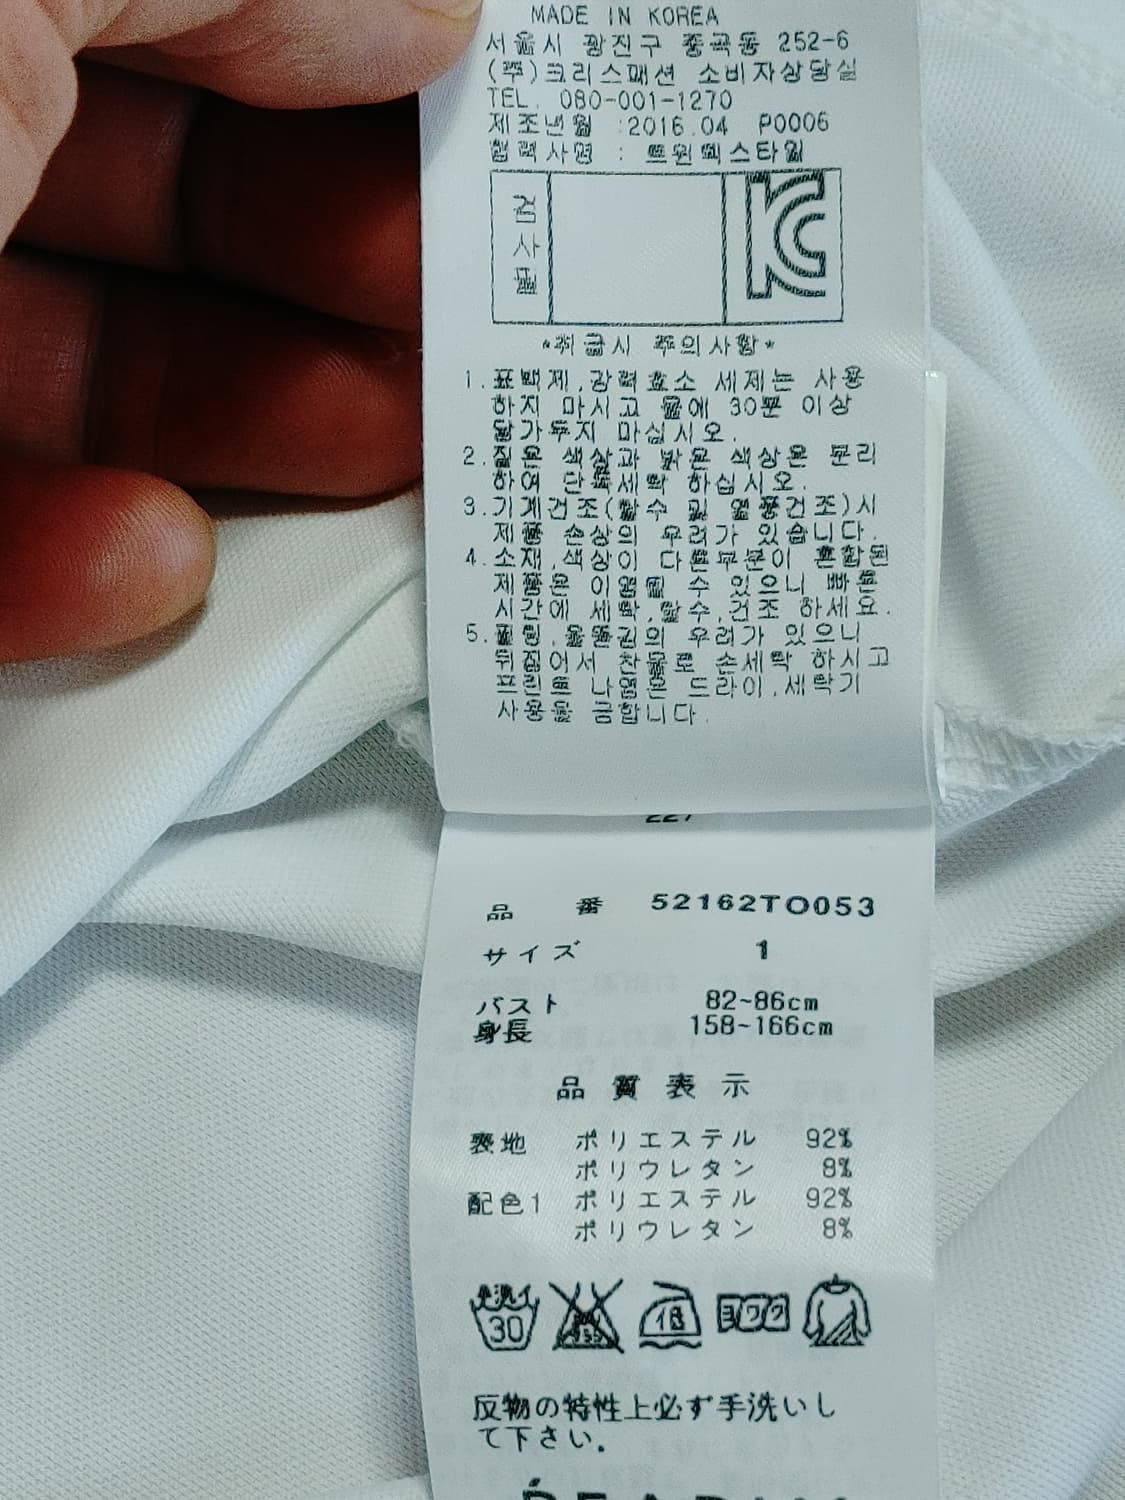 MADE IN KOREA
서울시 광진구 중곡동 252-6
(주)크리스패션 소비자상담실
TEL. 080-001-1270
제조년월 :2016.04 P0006
협력사명 : 트윈텍스타일
검사필
*취급시 주의사항*
1.표백제,강력효소 세제는 사용
하지 마시고 물에 30분 이상
담가두지 마십시오.
2.짙은 색상과 밝은 색상은 분리
하여 단독세탁 하십시오.
3.기계건조(탈수 및 열풍건조)시
제품 손상의 우려가 있습니다.
4.소재,색상이 다른부분이 혼합된
제품은 이염될 수 있으니 빠른
시간에 세탁,탈수,건조 하세요.
5.필링,올뜯김의 우려가 있으니
뒤집어서 찬물로 손세탁 하시고
프린트 나염은 드라이,세탁기
사용을 금합니다.
品 番 52162TO053
サイズ 1
バスト 82~86cm
身長 158~166cm
品質表示
表地 ポリエステル 92%
ポリウレタン 8%
配色1 ポリエステル 92%
ポリウレタン 8%
手洗イ
30
反物の特性上必ず手洗いし
て下さい。